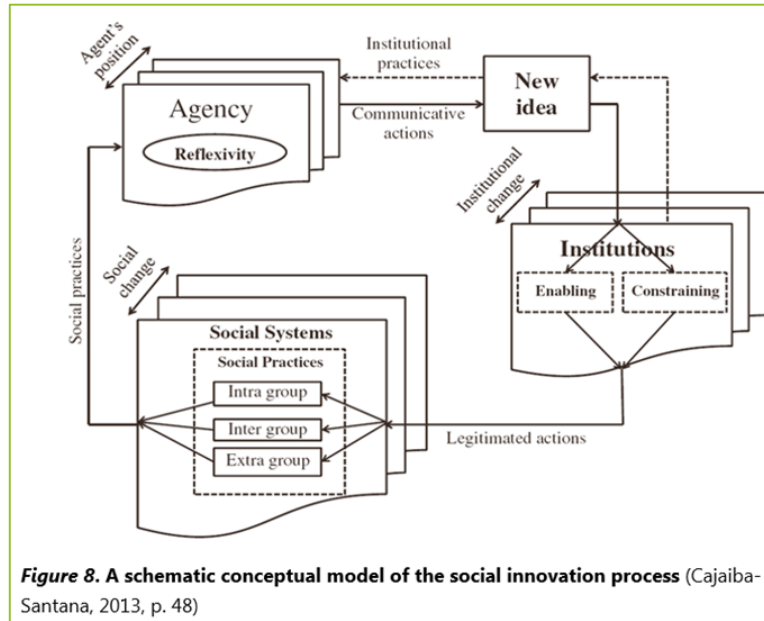 Agent's
position
Institutional
practices
Agency
Reflexivity
Communicative
actions
New
idea
Institutional
change
Institutions
Enabling
Constraining
Social practices
Social
change
Social Systems
Social Practices
Intra group
Inter group
Extra group
Legitimated actions
Figure 8. A schematic conceptual model of the social innovation process (Cajaiba-
Santana, 2013, p. 48)